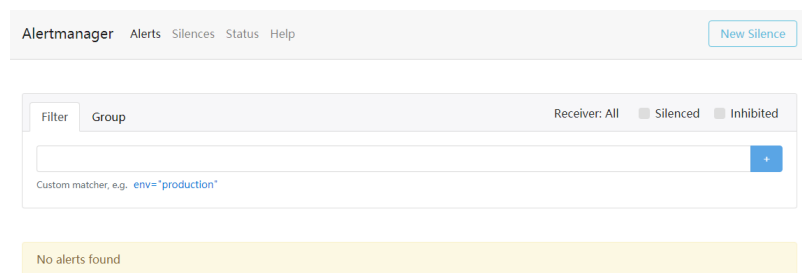 Alertmanager Alerts Silences Status Help New Silence
Filter Group Receiver: All Silenced Inhibited
+
Custom matcher, e.g. env="production"
No alerts found